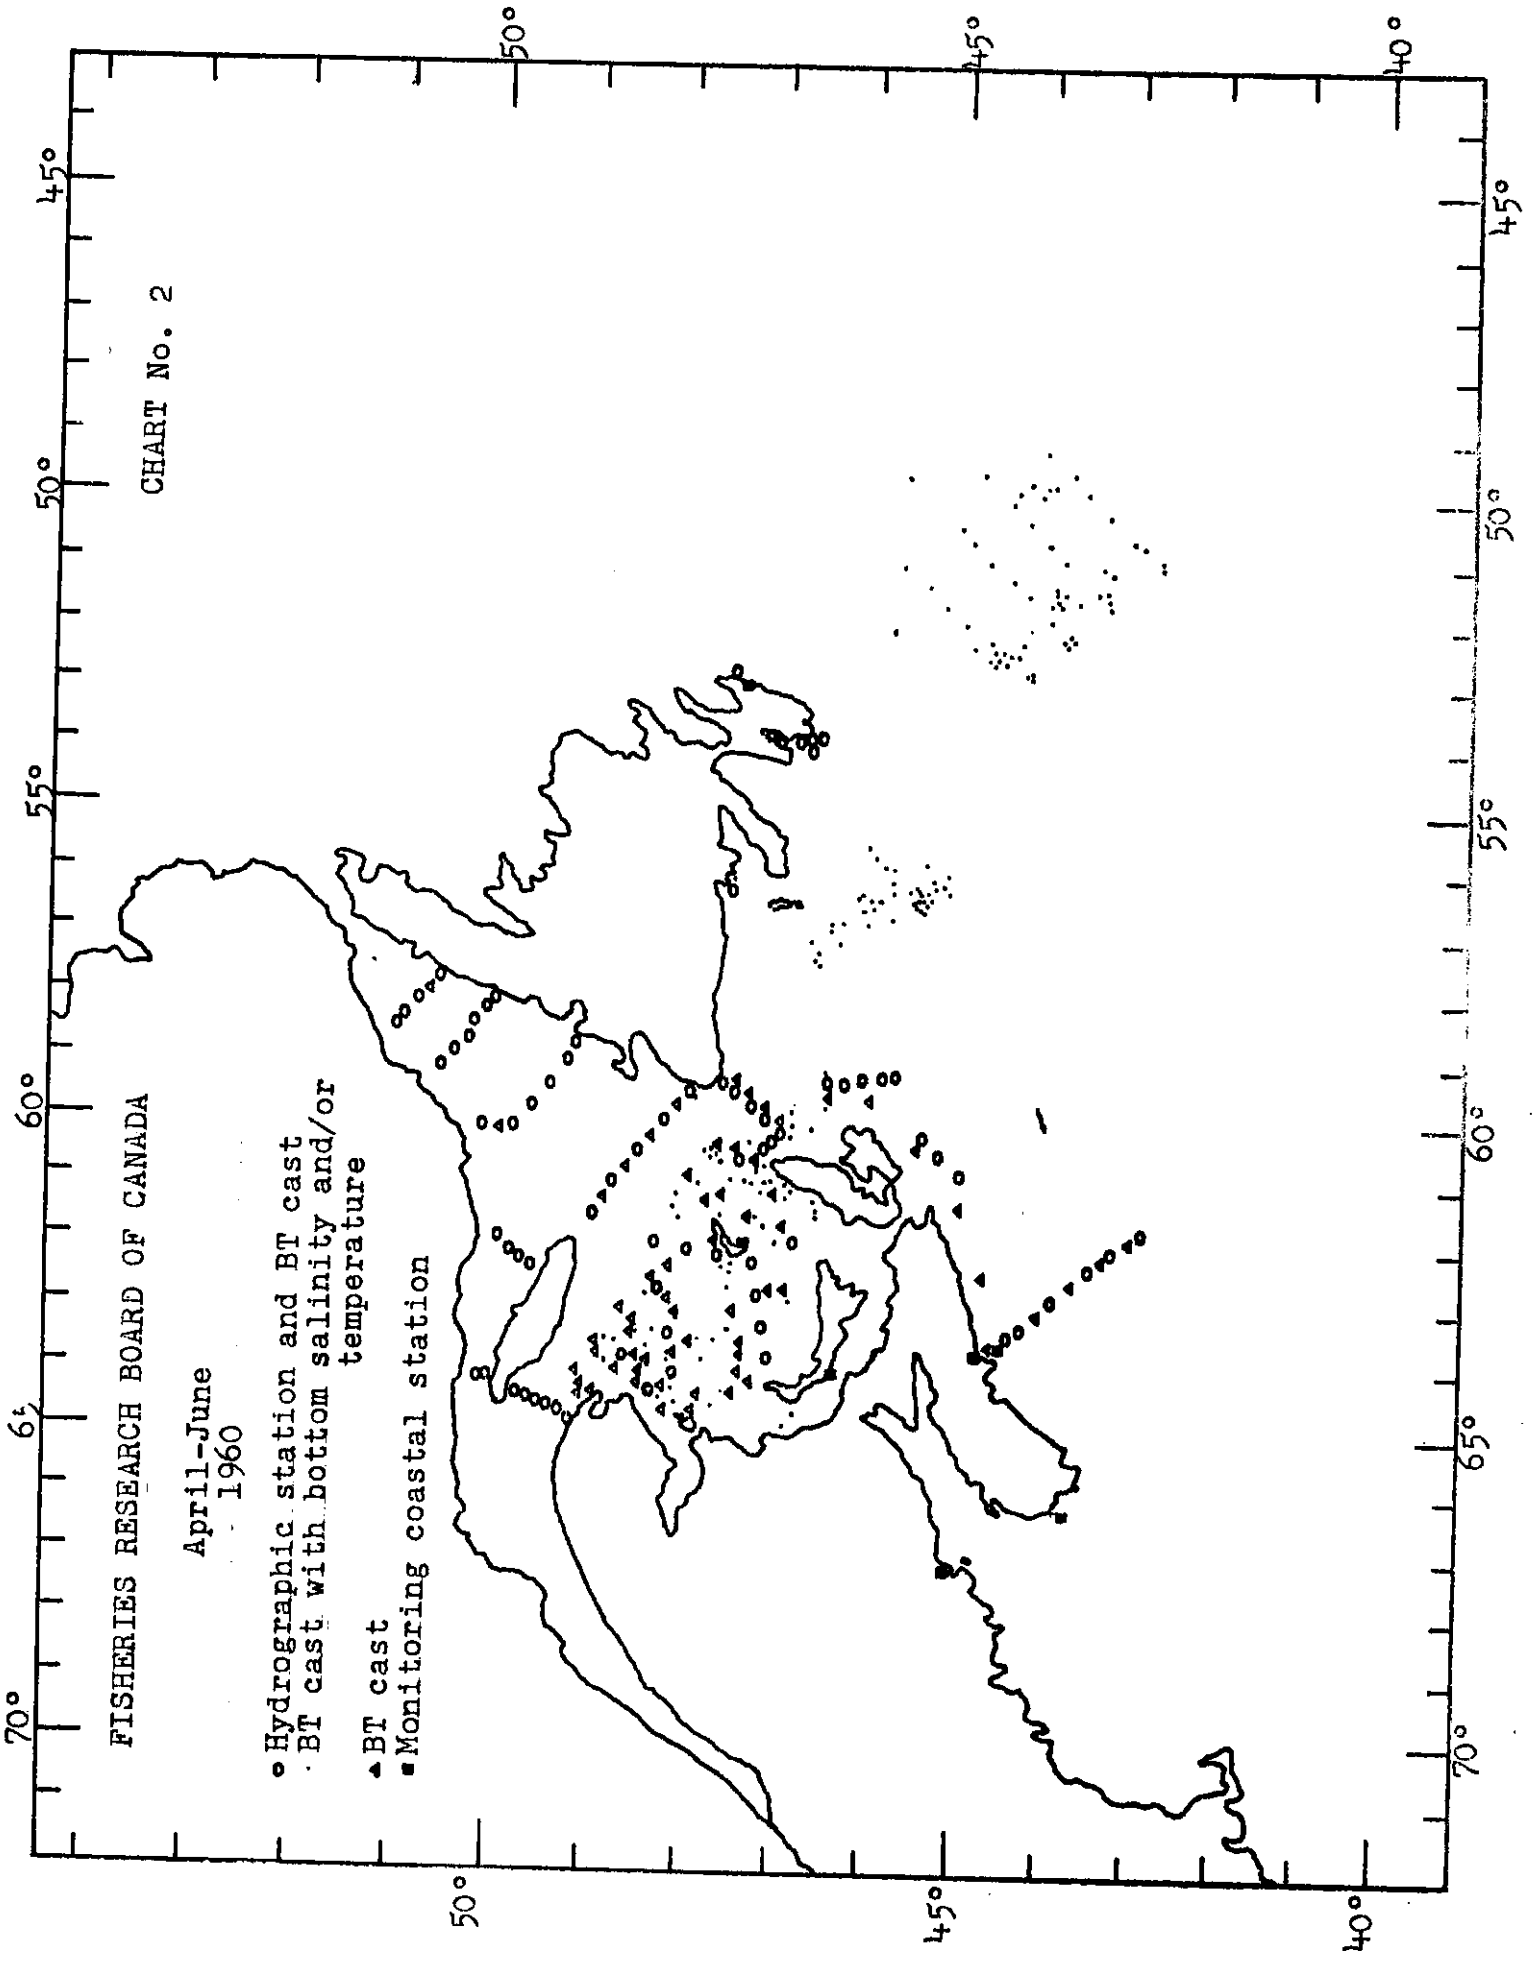 FISHERIES RESEARCH BOARD OF CANADA
CHART No. 2
April-June
1960
Hydrographic station and BT cast
BT cast with bottom salinity and/or
temperature
BT cast
Monitoring coastal station
70°
60°
55°
50°
45°
50°
45°
40°
50°
45°
40°
70°
65°
60°
55°
50°
45°